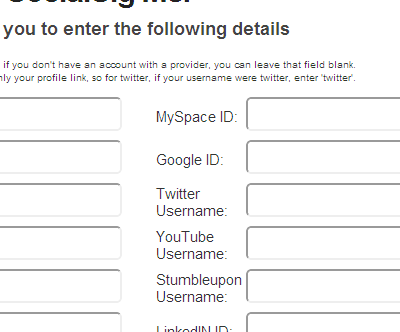 you to enter the following details
if you don't have an account with a provider, you can leave that field blank.
your profile link, so for twitter, if your username were twitter, enter 'twitter'.
MySpace ID:
Google ID:
Twitter
Username:
YouTube
Username:
Stumbleupon
Username:
LinkedIN ID: